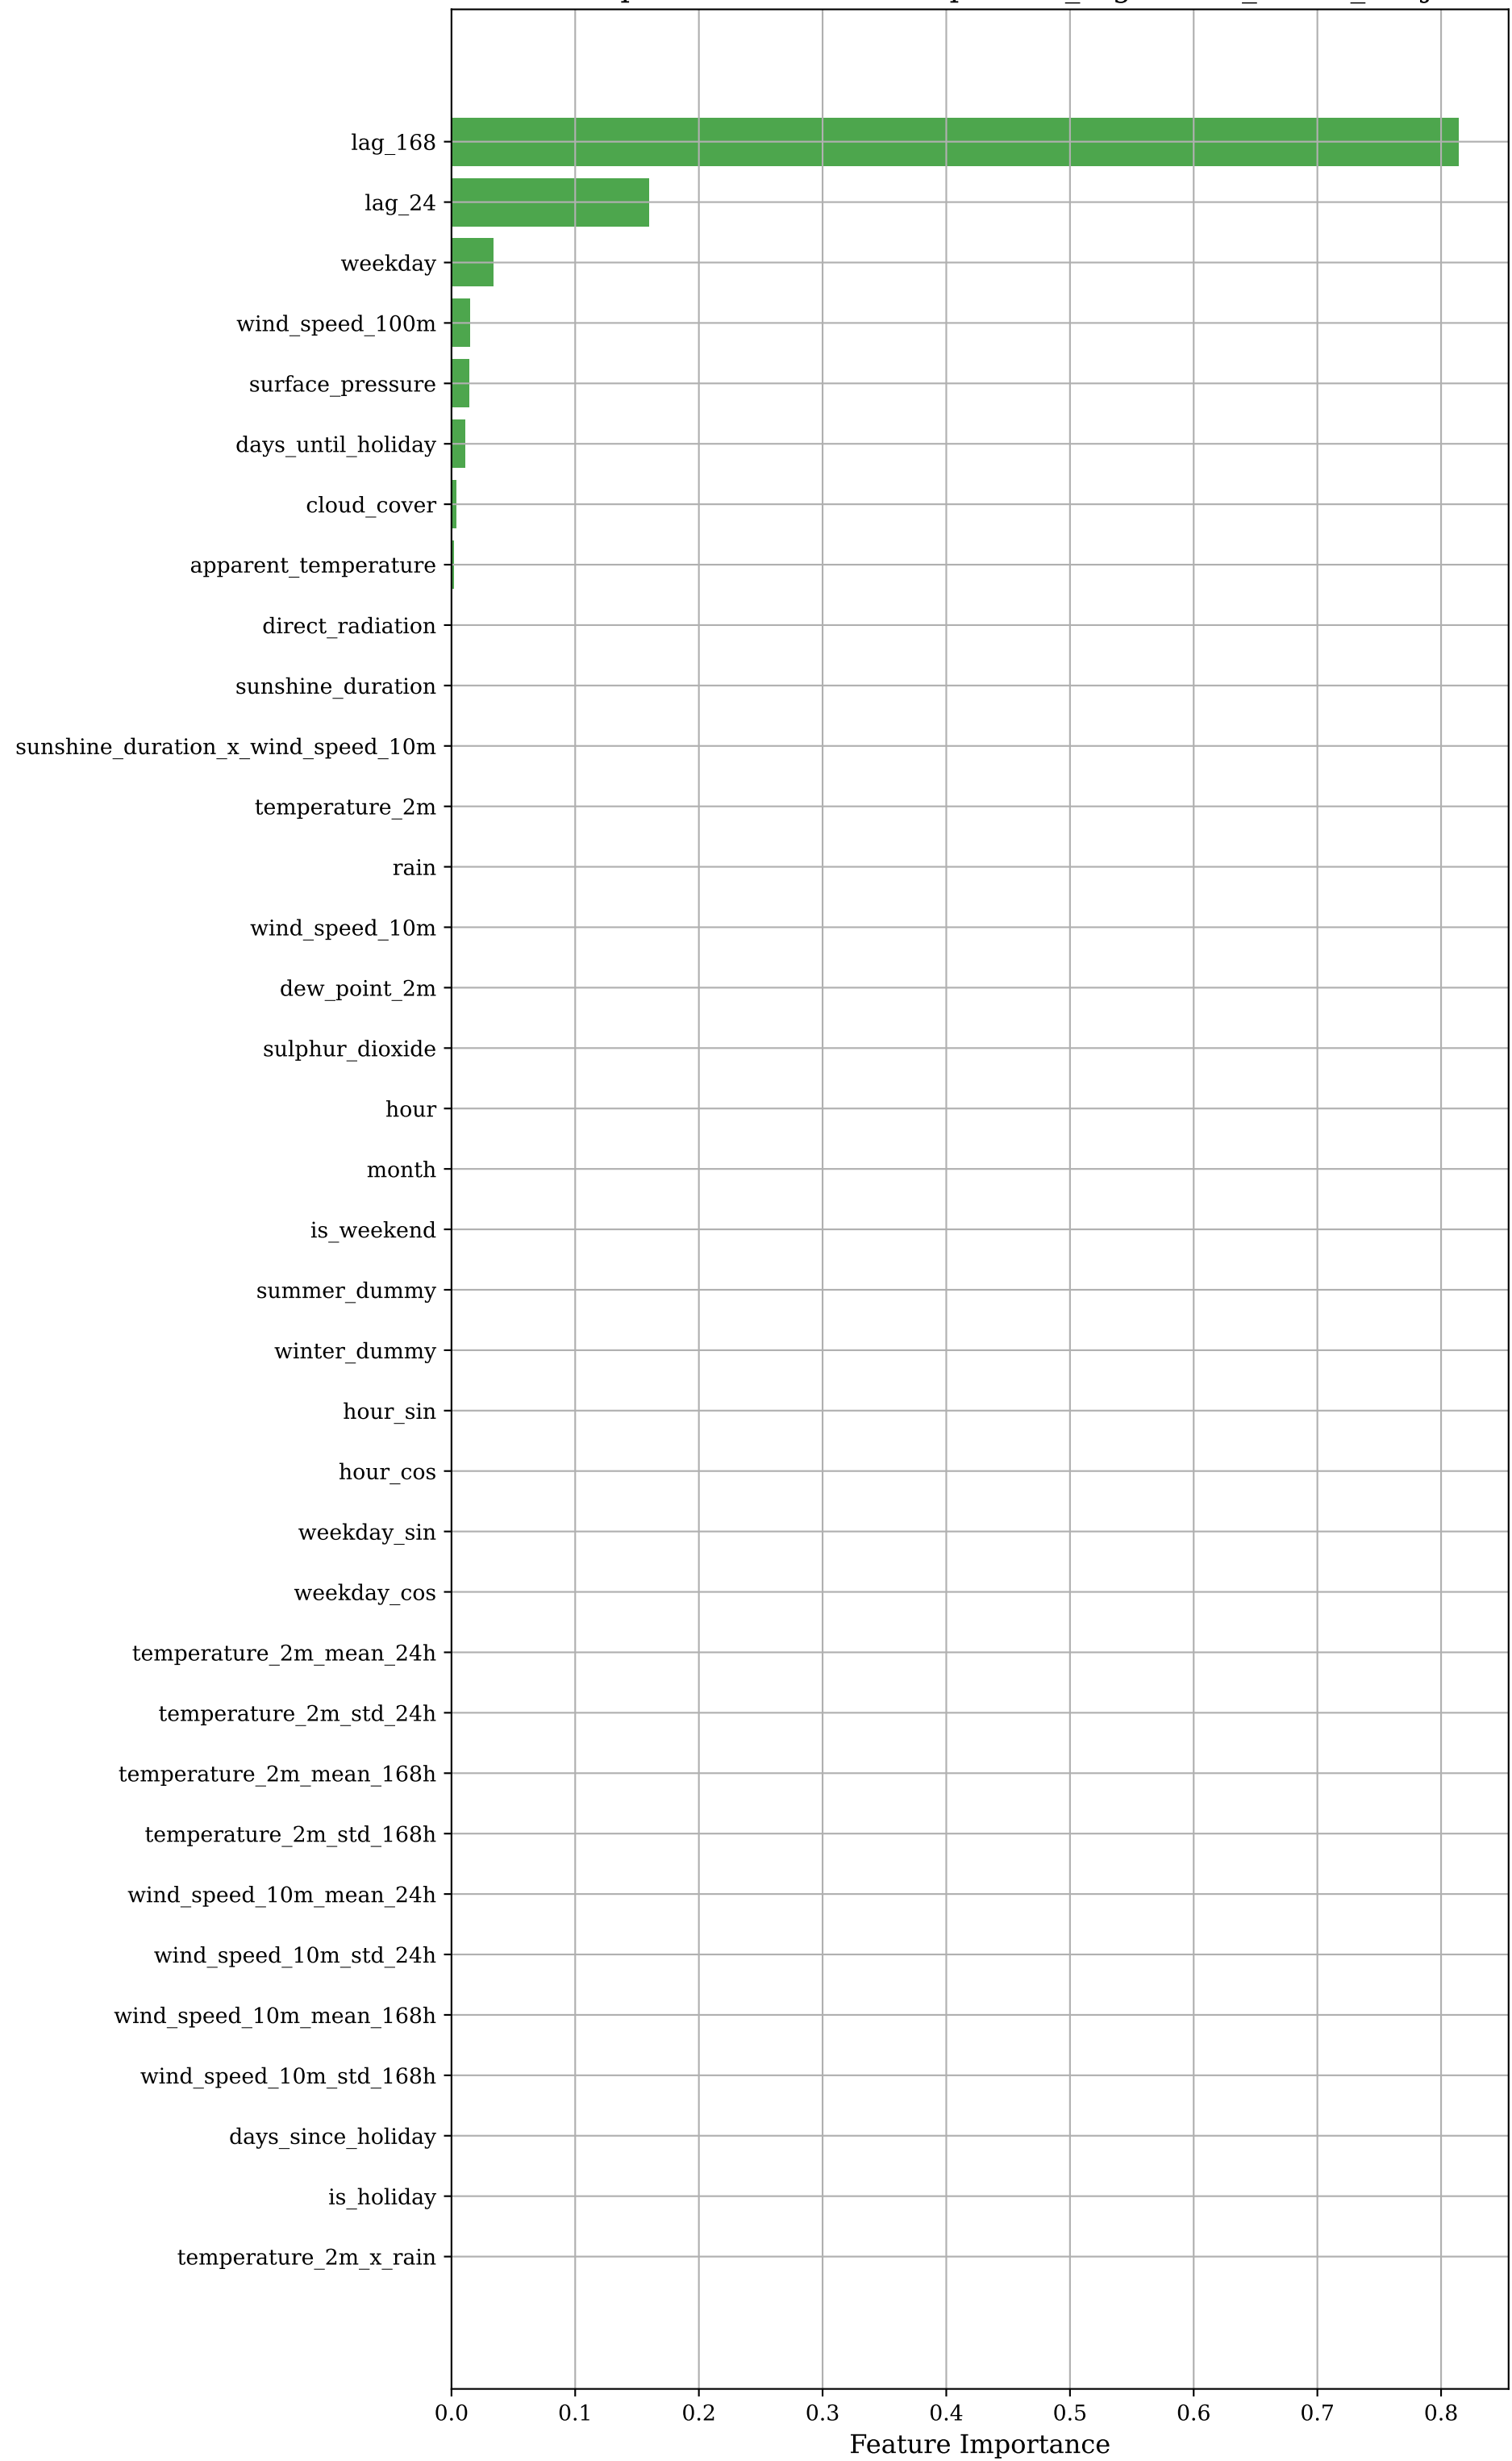 lag_168
lag_24
weekday
wind_speed_100m
surface_pressure
days_until_holiday
cloud_cover
apparent_temperature
direct_radiation
sunshine_duration
sunshine_duration_x_wind_speed_10m
temperature_2m
rain
wind_speed_10m
dew_point_2m
sulphur_dioxide
hour
month
is_weekend
summer_dummy
winter_dummy
hour_sin
hour_cos
weekday_sin
weekday_cos
temperature_2m_mean_24h
temperature_2m_std_24h
temperature_2m_mean_168h
temperature_2m_std_168h
wind_speed_10m_mean_24h
wind_speed_10m_std_24h
wind_speed_10m_mean_168h
wind_speed_10m_std_168h
days_since_holiday
is_holiday
temperature_2m_x_rain
0.0 0.1 0.2 0.3 0.4 0.5 0.6 0.7 0.8
Feature Importance